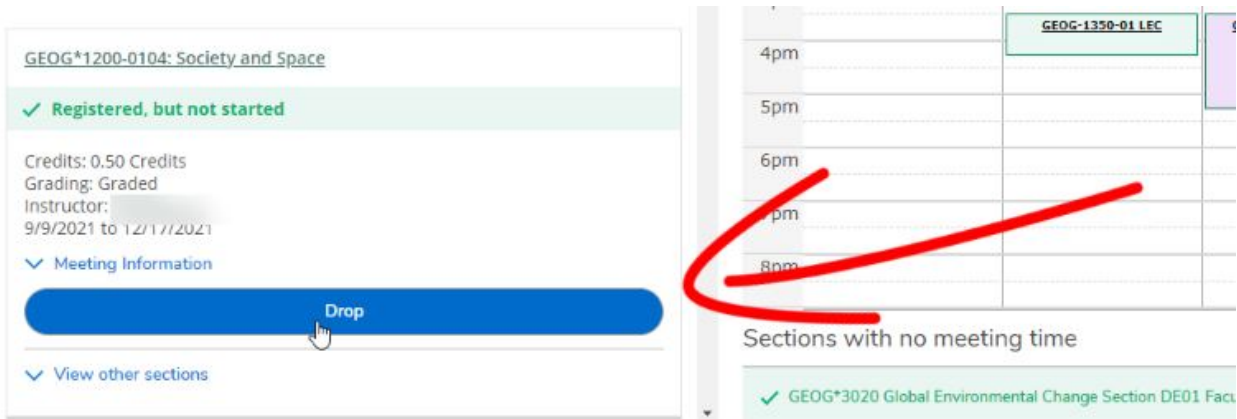 GEOG*1200-0104: Society and Space
Registered, but not started
Credits: 0.50 Credits
Grading: Graded
Instructor:
9/9/2021 to 12/17/2021
Meeting Information
Drop
View other sections
GEOG-1350-01 LEC
4pm
5pm
6pm
pm
8pm
Sections with no meeting time
GEOG*3020 Global Environmental Change Section DE01 Facu